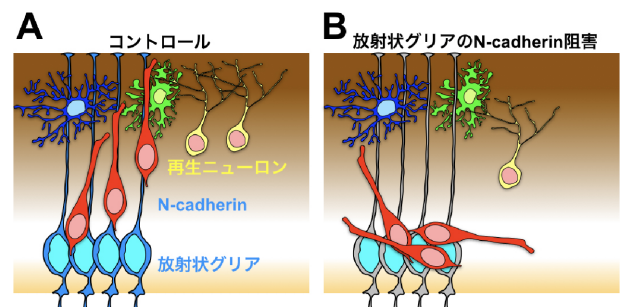 A
コントロール
再生ニューロン
N-cadherin
放射状グリア
B
放射状グリアのN-cadherin阻害